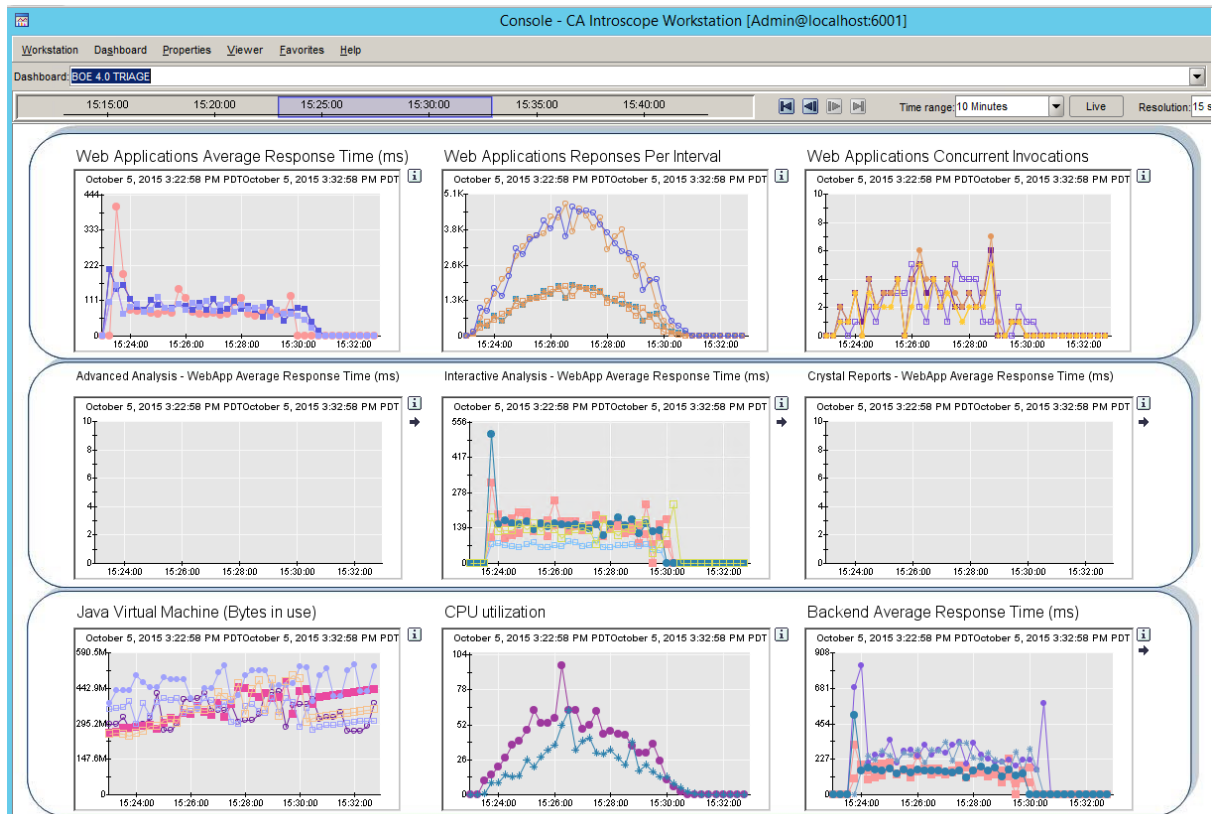 Console - CA Introscope Workstation [Admin@localhost:6001]
Workstation Dashboard Properties Viewer Favorites Help
Dashboard: BOE 4.0 TRIAGE
15:15:00 15:20:00 15:25:00 15:30:00 15:35:00 15:40:00 Time range: 10 Minutes Live Resolution: 15 s
Web Applications Average Response Time (ms)
October 5, 2015 3:22:58 PM PDTOctober 5, 2015 3:32:58 PM PDT
444
333
222
111
0
15:24:00 15:26:00 15:28:00 15:30:00 15:32:00
Web Applications Reponses Per Interval
October 5, 2015 3:22:58 PM PDTOctober 5, 2015 3:32:58 PM PDT
5.1K
3.8K
2.6K
1.3K
0
15:24:00 15:26:00 15:28:00 15:30:00 15:32:00
Web Applications Concurrent Invocations
October 5, 2015 3:22:58 PM PDTOctober 5, 2015 3:32:58 PM PDT
10
8
6
4
2
0
15:24:00 15:26:00 15:28:00 15:30:00 15:32:00
Advanced Analysis - WebApp Average Response Time (ms)
October 5, 2015 3:22:58 PM PDTOctober 5, 2015 3:32:58 PM PDT
10
8
6
4
2
0
15:24:00 15:26:00 15:28:00 15:30:00 15:32:00
Interactive Analysis - WebApp Average Response Time (ms)
October 5, 2015 3:22:58 PM PDTOctober 5, 2015 3:32:58 PM PDT
556
417
278
139
0
15:24:00 15:26:00 15:28:00 15:30:00 15:32:00
Crystal Reports - WebApp Average Response Time (ms)
October 5, 2015 3:22:58 PM PDTOctober 5, 2015 3:32:58 PM PDT
10
8
6
4
2
0
15:24:00 15:26:00 15:28:00 15:30:00 15:32:00
Java Virtual Machine (Bytes in use)
October 5, 2015 3:22:58 PM PDTOctober 5, 2015 3:32:58 PM PDT
590.5M
442.9M
295.2M
147.6M
0
15:24:00 15:26:00 15:28:00 15:30:00 15:32:00
CPU utilization
October 5, 2015 3:22:58 PM PDTOctober 5, 2015 3:32:58 PM PDT
104
78
52
26
0
15:24:00 15:26:00 15:28:00 15:30:00 15:32:00
Backend Average Response Time (ms)
October 5, 2015 3:22:58 PM PDTOctober 5, 2015 3:32:58 PM PDT
908
681
454
227
0
15:24:00 15:26:00 15:28:00 15:30:00 15:32:00